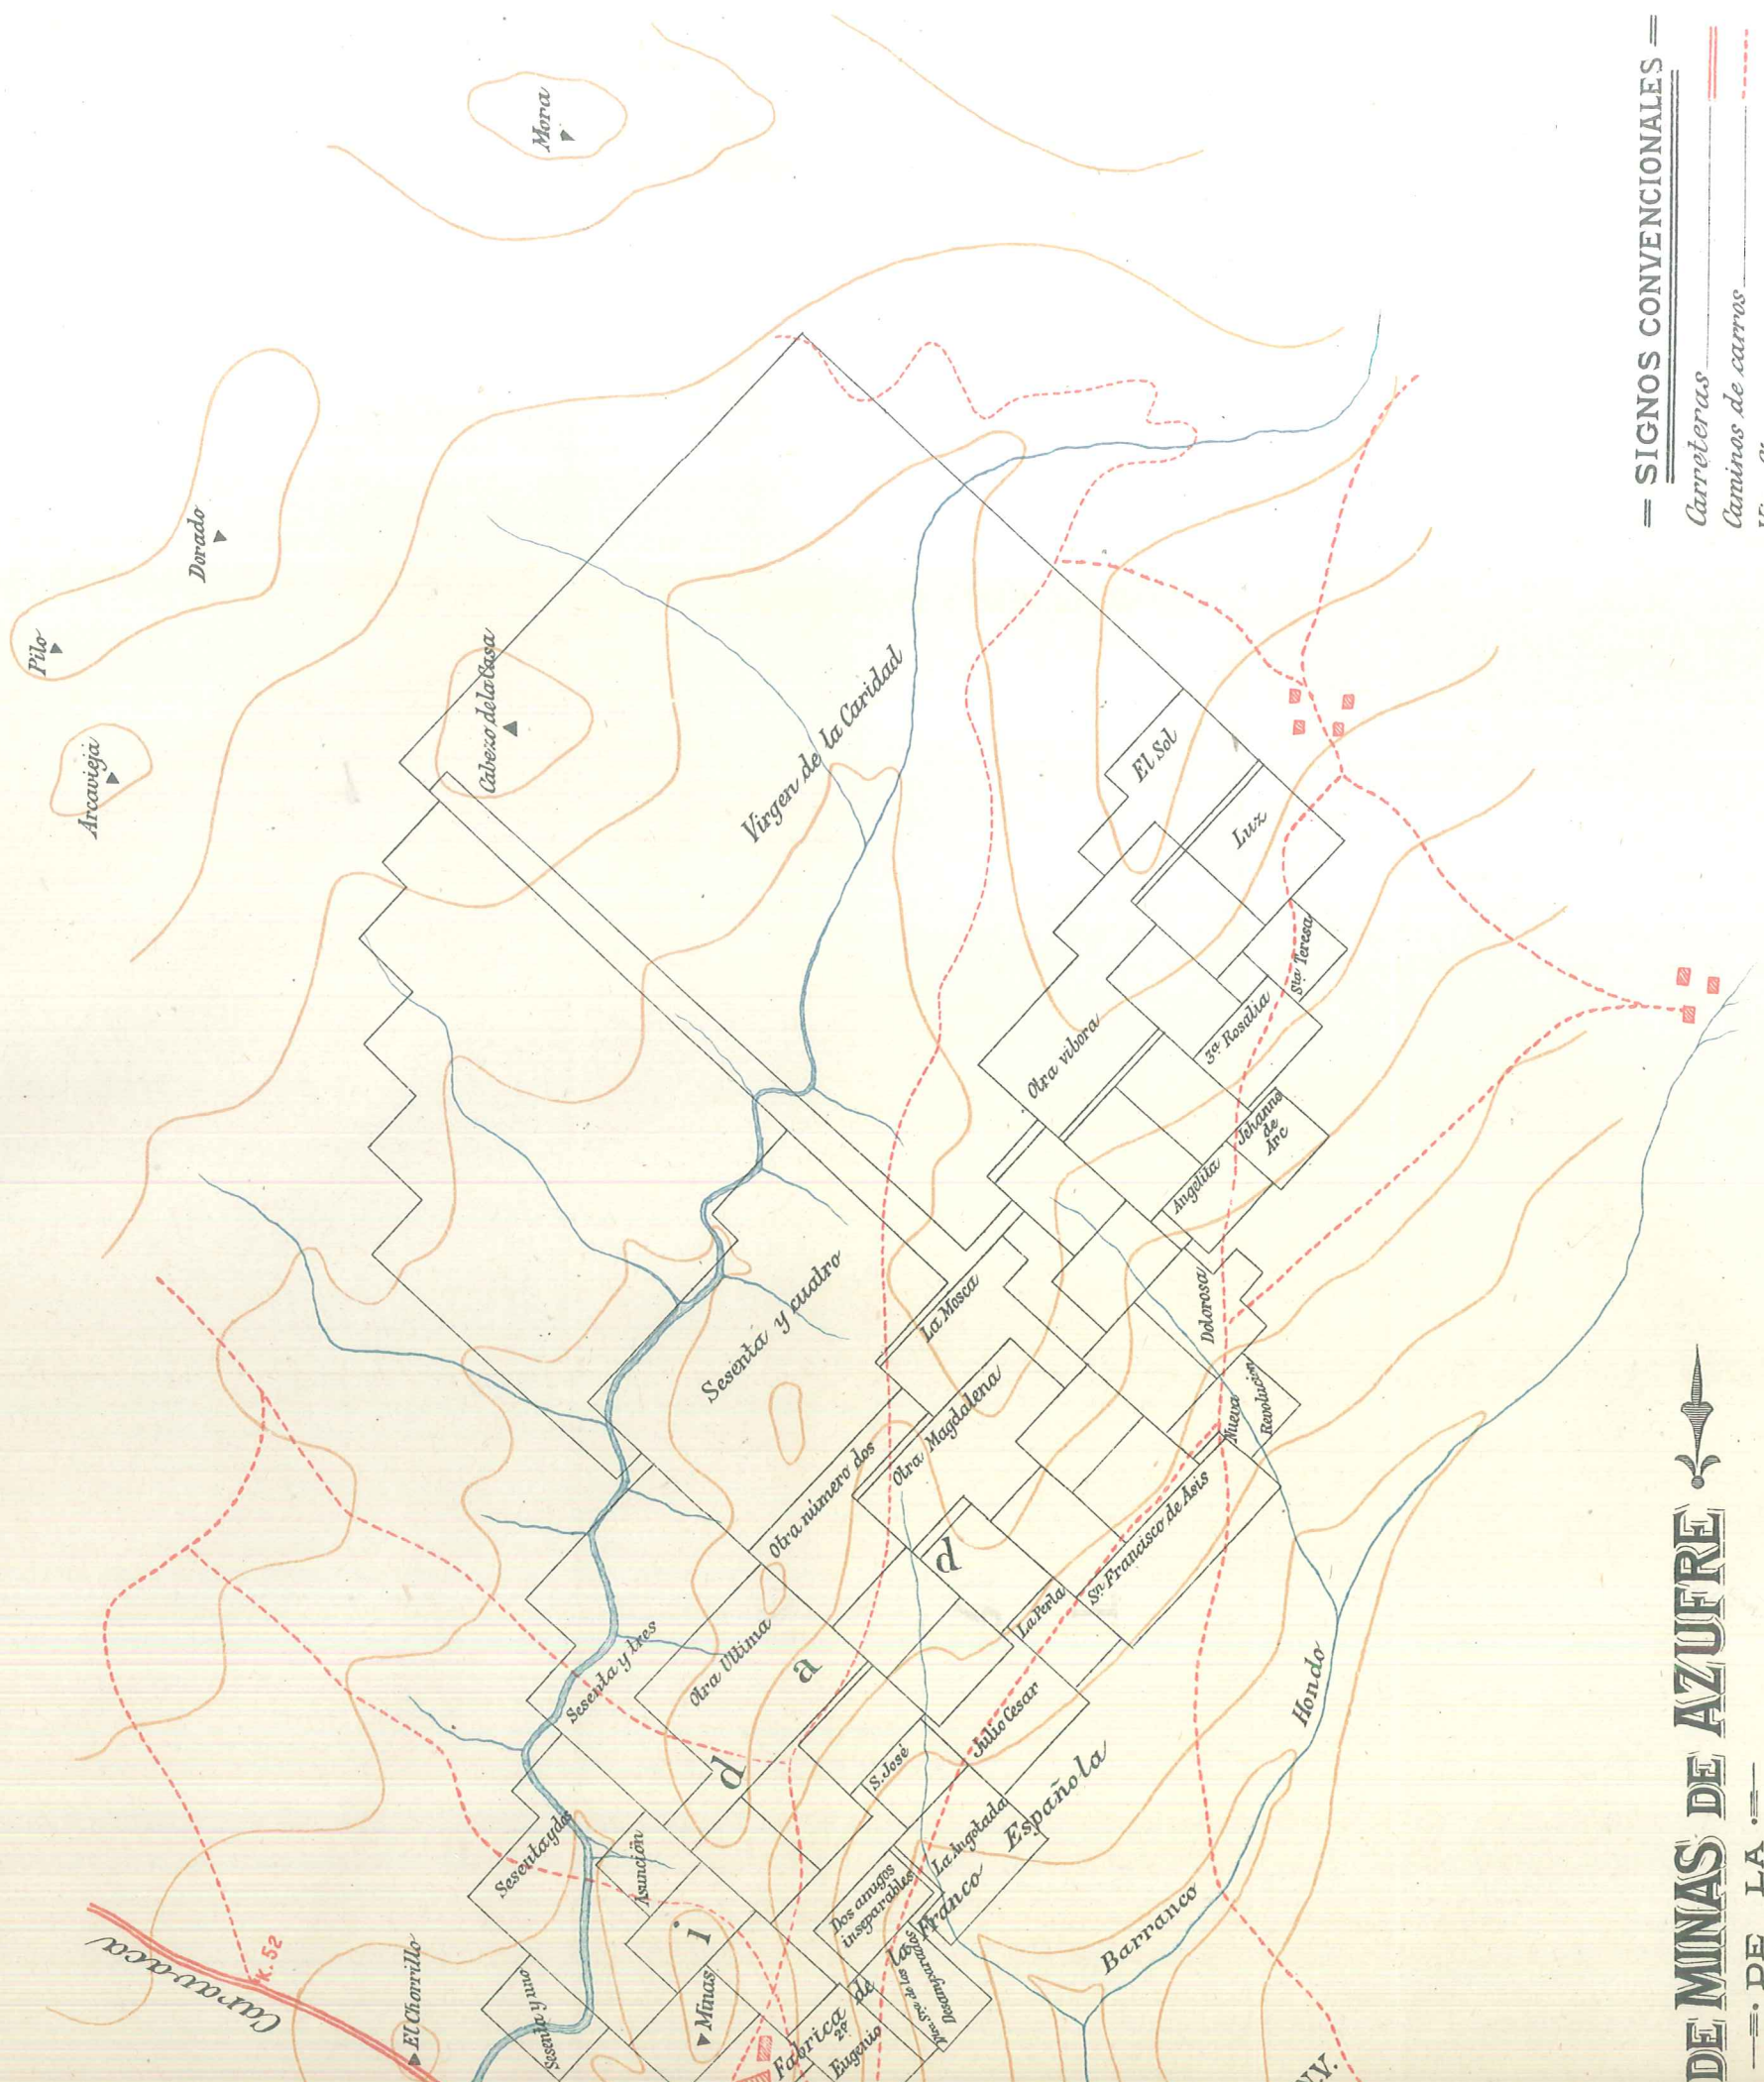 = SIGNOS CONVENCIONALES =
Carreteras
Caminos de carros
DE MINAS DE AZUFRE
DE LA
Mora
Dorado
Pilo
Arcavieja
Cabezo de la Casa
Virgen de la Caridad
El Sol
Luz
Sta. Teresa
3ª Rosalia
Otra vibora
Jehanne
de
Arc
Angelita
Dolorosa
Nueva
Revolucion
La Mosca
Sesenta y cuatro
Otra Magdalena
Otra número dos
Sn Francisco de Asis
La Perla
Otra Ultima
Sesenta y tres
Julio Cesar
S. José
La Angotada
Dos amigos
inseparables
Asunción
Sesenta y dos
Sesenta y uno
El Chorrillo
Caravaca
K. 52
Minas
Fabrica de la Franco Española
2º
Eugenio
Desamparados
i
d
a
d
Barranco Hondo